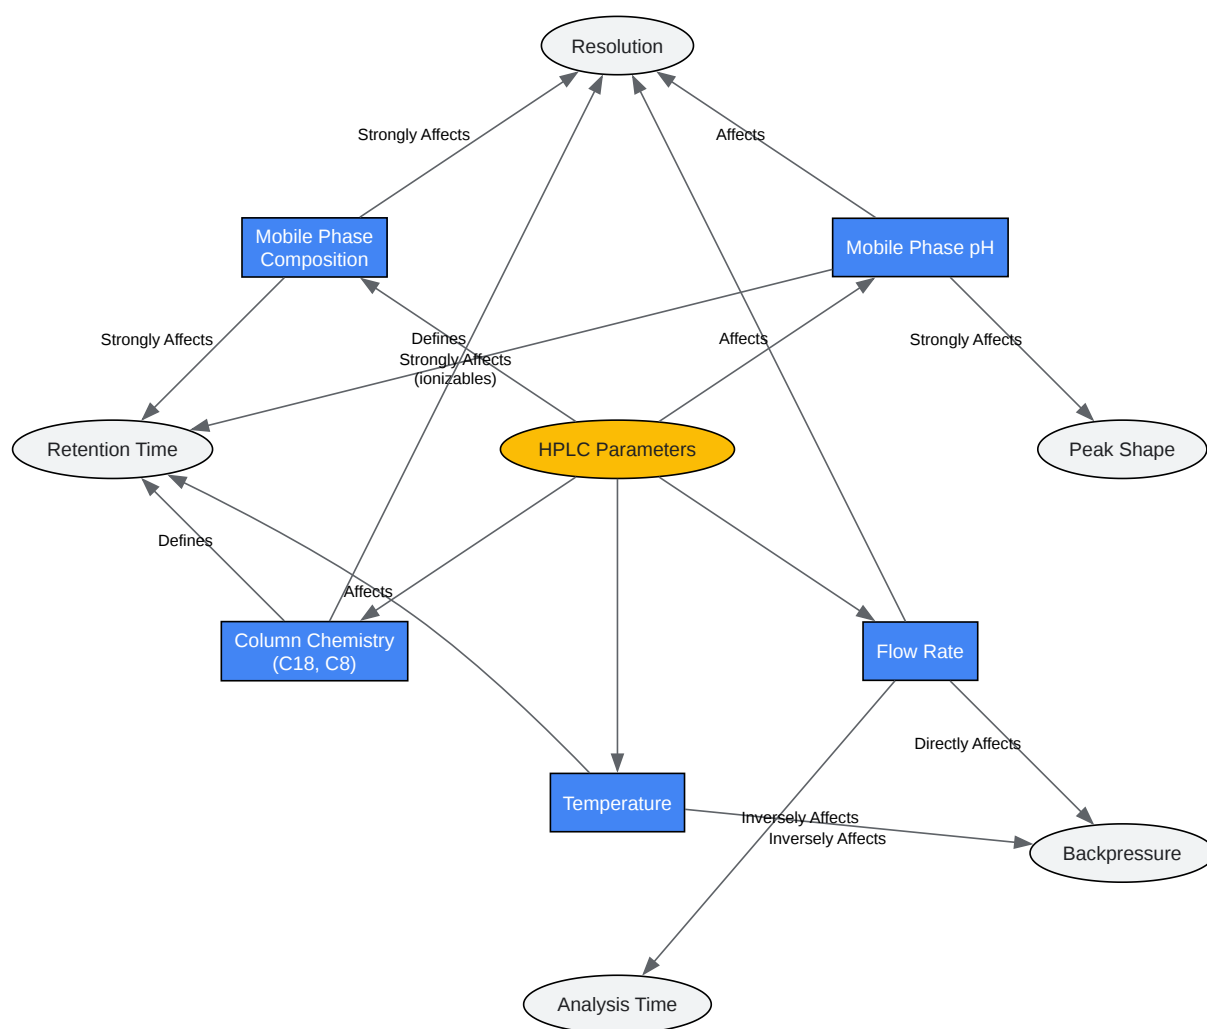 Resolution
Strongly Affects
Affects
Mobile Phase
Composition
Mobile Phase pH
Strongly Affects
Defines
Affects
Strongly Affects
Strongly Affects
(ionizables)
Retention Time
HPLC Parameters
Peak Shape
Defines
Affects
Column Chemistry
(C18, C8)
Flow Rate
Directly Affects
Temperature
Inversely Affects
Inversely Affects
Backpressure
Analysis Time